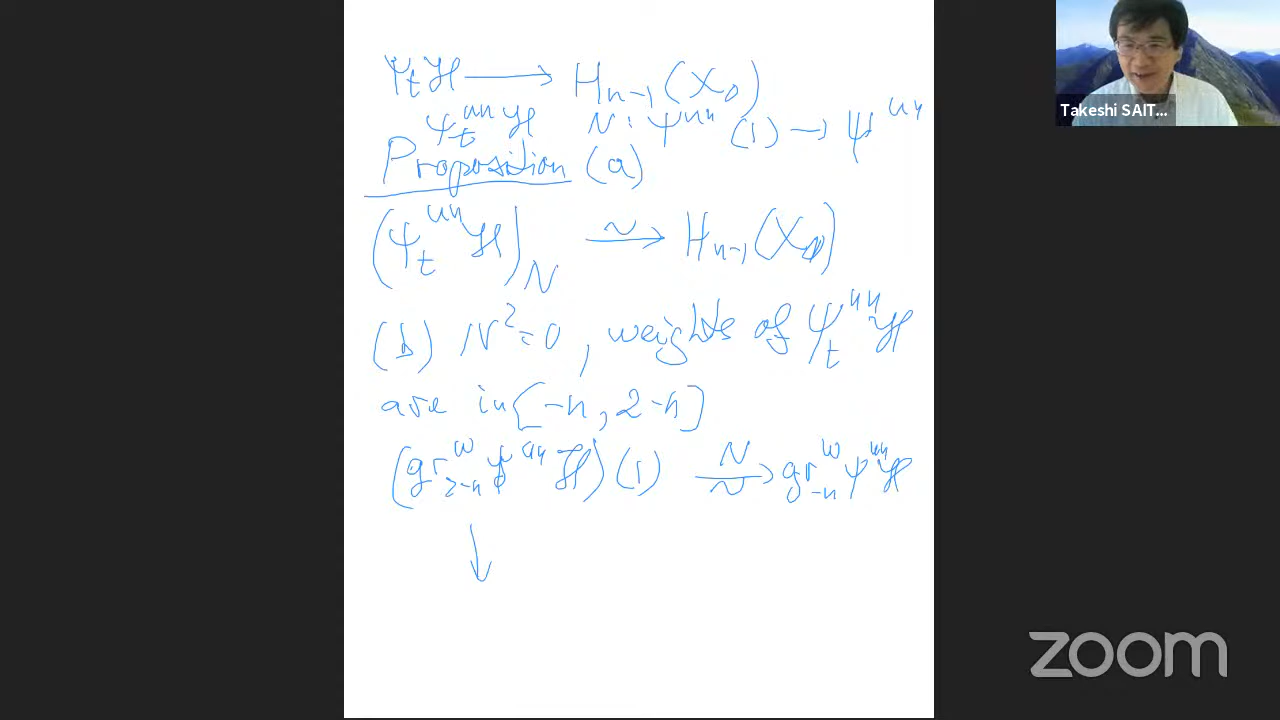 Ψ_t ℋ → H_{n-1}(X_0)
Ψ_t^{un} ℋ N: Ψ^{un}(1) → Ψ^{un}
Proposition (a)
(Ψ_t^{un} ℋ)_N ⥲ H_{n-1}(X_0)
(b) N^2=0, weights of Ψ_t^{un} ℋ
are in [-n, 2-n]
(gr^W_{2-n} Ψ^{un} ℋ)(1) ⥲^N gr^W_{-n} Ψ^{un} ℋ
↓
Takeshi SAIT...
zoom